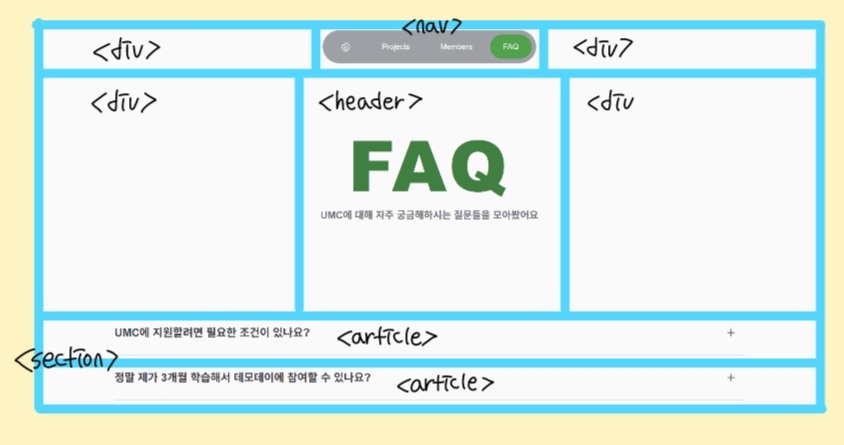 <nav>
<div>
Projects Members FAQ
<div>
<div>
<header>
<div
FAQ
UMC에 대해 자주 궁금해하시는 질문들을 모아봤어요
UMC에 지원할려면 필요한 조건이 있나요? <article> +
<section>
정말 제가 3개월 학습해서 데모데이에 참여할 수 있나요? <article> +